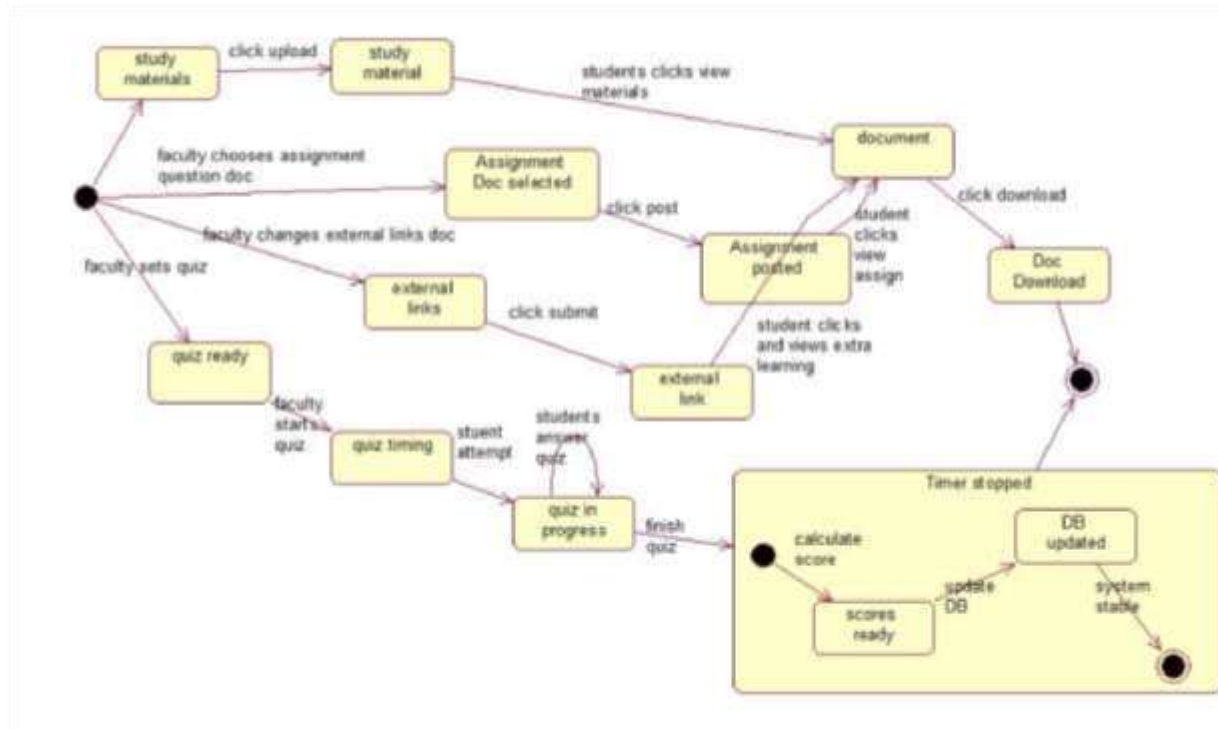 study
materials
click upload
study
material
students clicks view
materials
document
faculty chooses assignment
question doc
Assignment
Doc selected
click post
click download
faculty changes external links doc
faculty sets quiz
Assignment
posted
student
clicks
view
assign
Doc
Download
external
links
click submit
student clicks
and views extra
learning
quiz ready
external
link
faculty
starts
quiz
quiz timing
stuent
attempt
students
answer
quiz
quiz in
progress
finish
quiz
Timer stopped
calculate
score
DB
updated
scores
ready
update
DB
system
stable